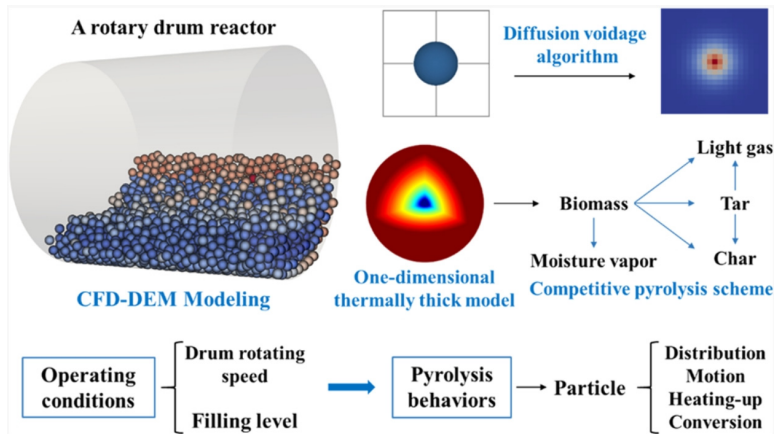 A rotary drum reactor
CFD-DEM Modeling
Diffusion voidage
algorithm
One-dimensional
thermally thick model
Light gas
Biomass
Tar
Moisture vapor
Char
Competitive pyrolysis scheme
Operating
conditions
Drum rotating
speed
Filling level
Pyrolysis
behaviors
Particle
Distribution
Motion
Heating-up
Conversion